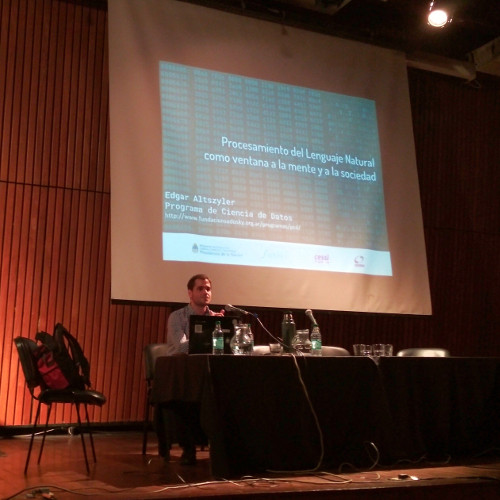 Procesamiento del Lenguaje Natural
como ventana a la mente y a la sociedad
Edgar Altszyler
Programa de Ciencia de Datos